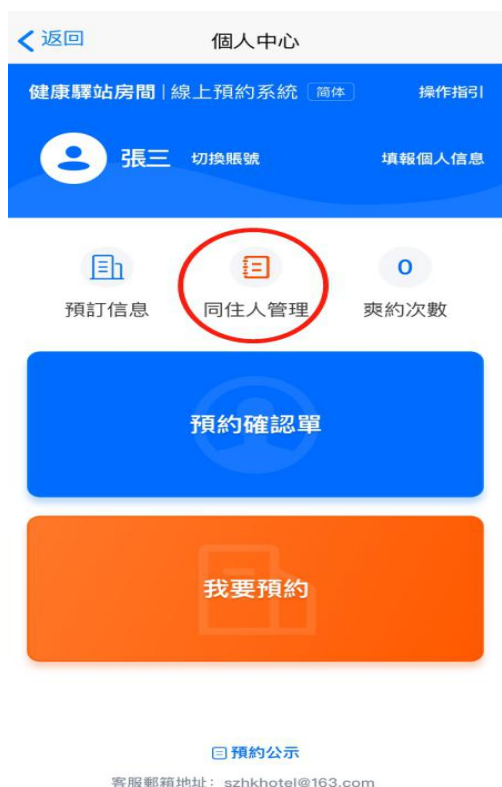 返回 個人中心
健康驛站房間 | 線上預約系統 简体 操作指引
張三 切換賬號 填報個人信息
0
預訂信息 同住人管理 爽約次數
預約確認單
我要預約
預約公示
客服郵箱地址：szhkhotel@163.com